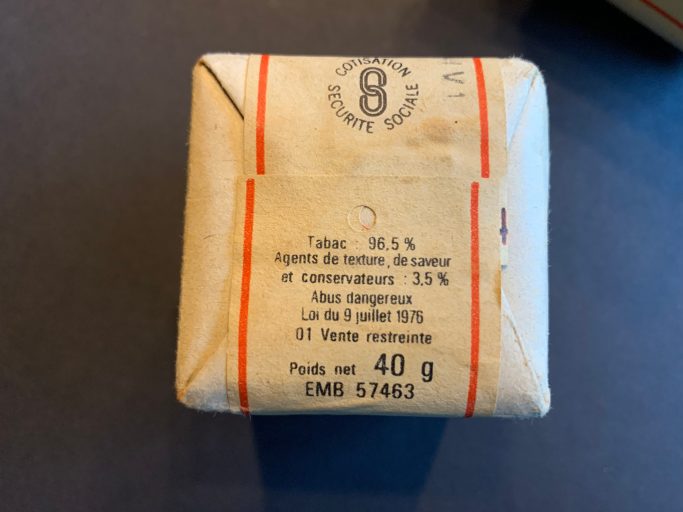 COTISATION
SECURITE SOCIALE
Tabac : 96,5 %
Agents de texture, de saveur
et conservateurs : 3,5 %
Abus dangereux
Loi du 9 juillet 1976
01 Vente restreinte
Poids net 40 g
EMB 57463